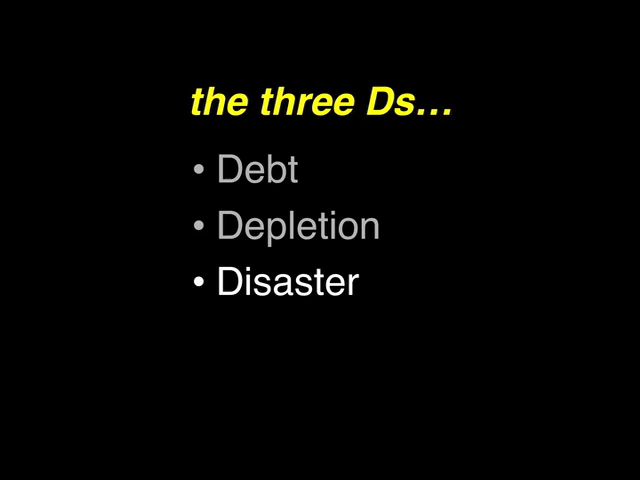 the three Ds…
• Debt
• Depletion
• Disaster